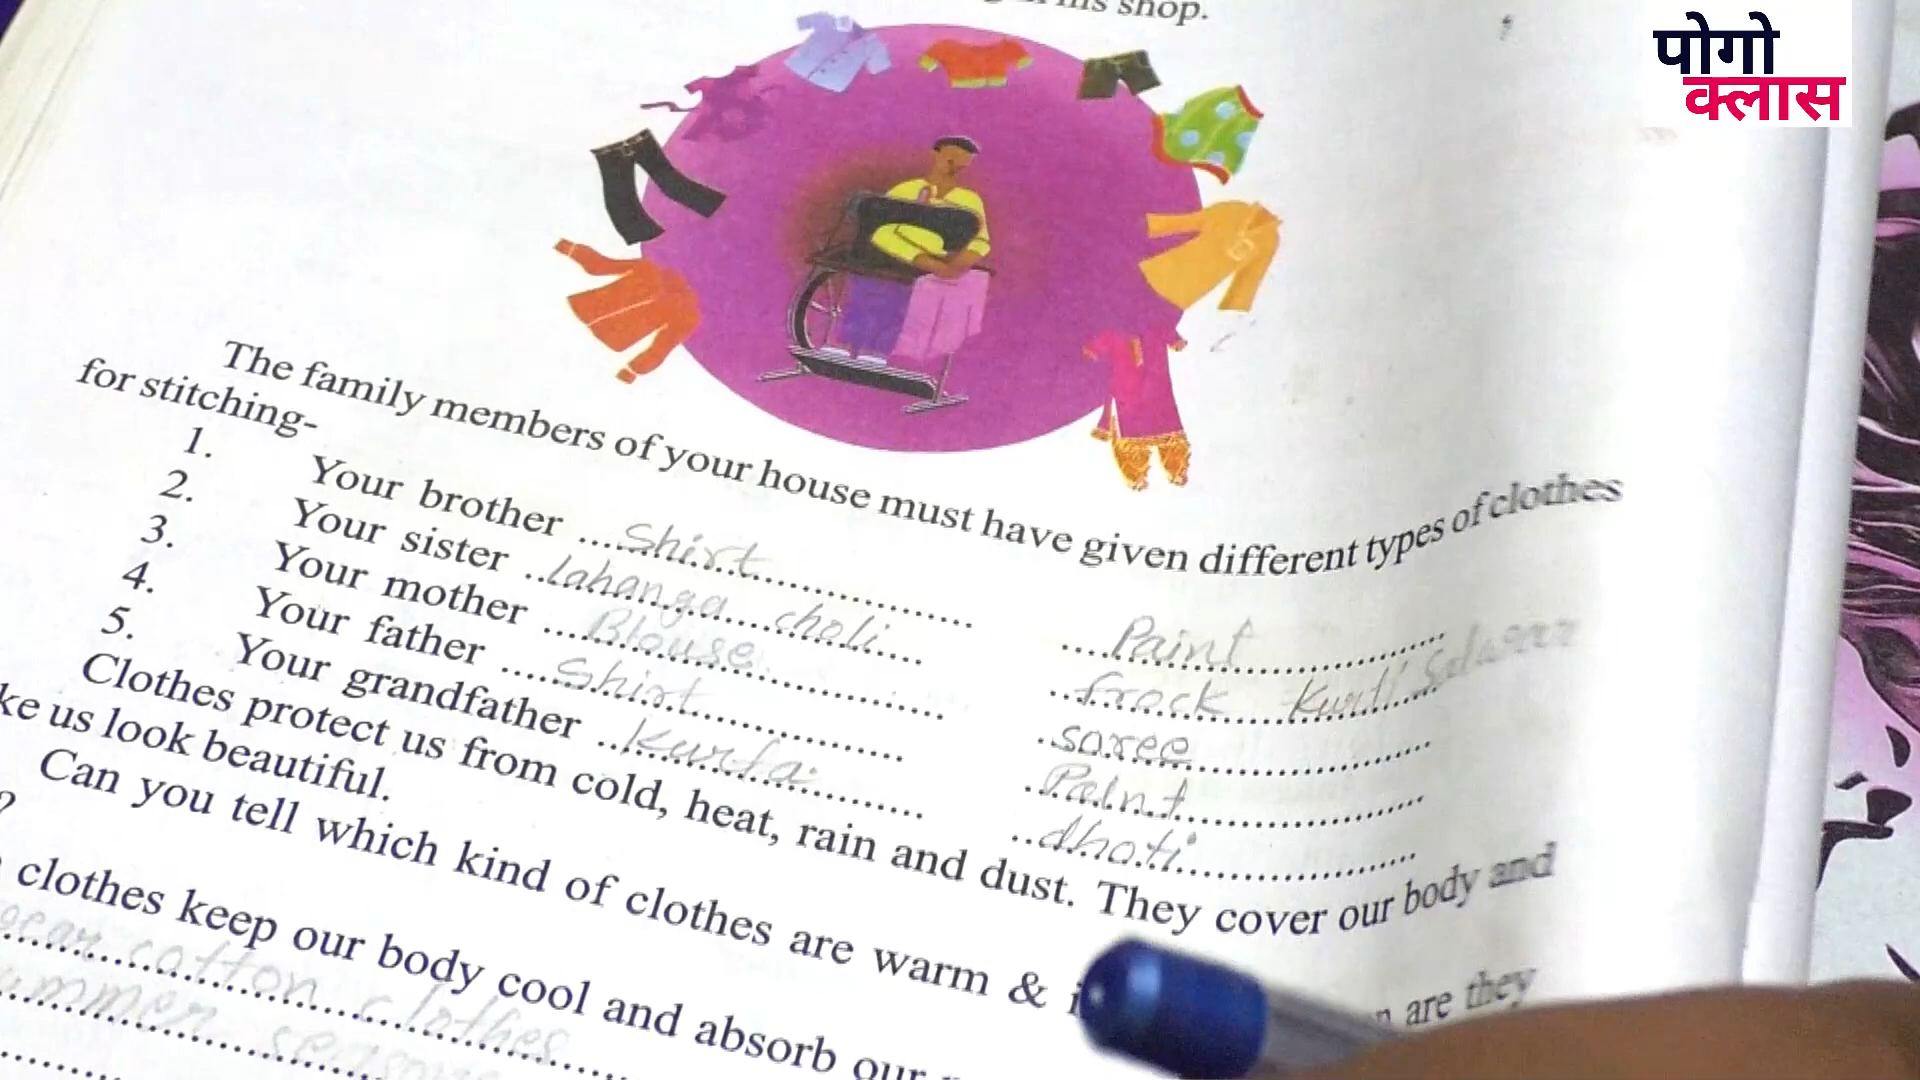 his shop.
पोगो
क्लास
The family members of your house must have given different types of clothes
for stitching-
1. Your brother ....Shirt.... ....Paint....
2. Your sister ..lahanga choli.... ..frock Kurti Salwar
3. Your mother ....Blouse.... ..saree....
4. Your father ....Shirt.... ..Paint....
5. Your grandfather ..kurta.... ..dhoti....
Clothes protect us from cold, heat, rain and dust. They cover our body and
ke us look beautiful.
Can you tell which kind of clothes are warm & are they
?
clothes keep our body cool and absorb our
cotton clothes
season